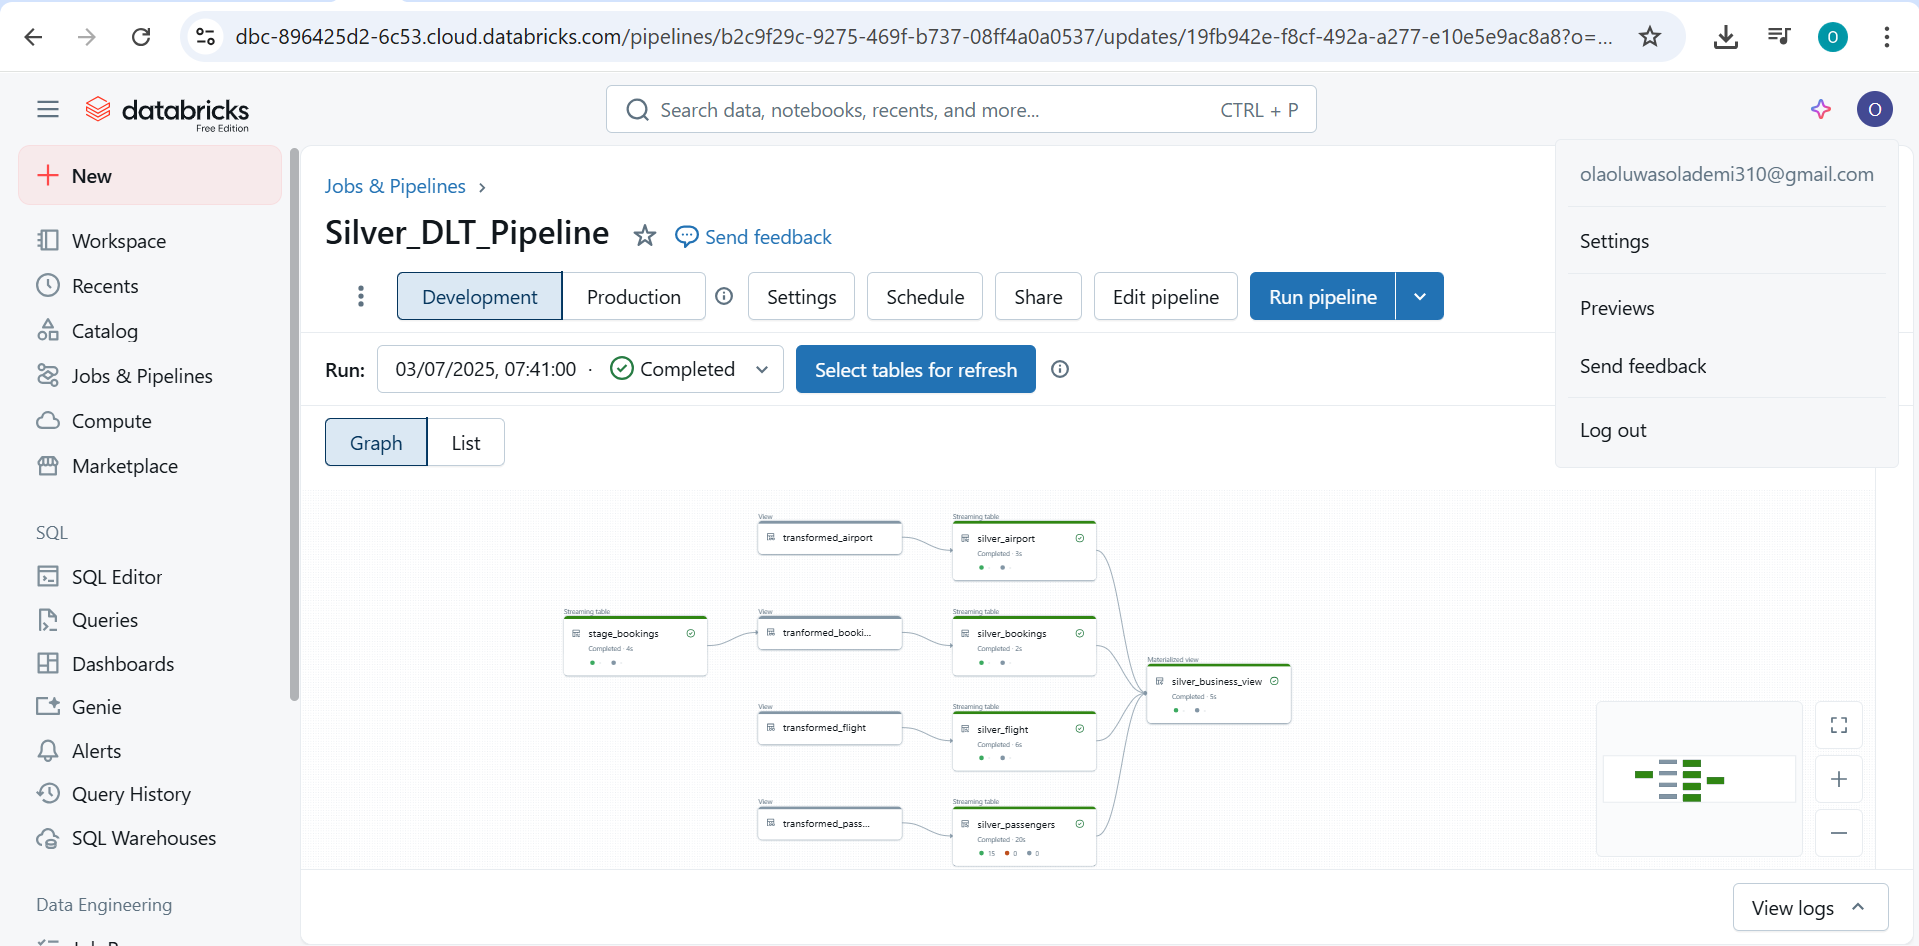 dbc-896425d2-6c53.cloud.databricks.com/pipelines/b2c9f29c-9275-469f-b737-08ff4a0a0537/updates/19fb942e-f8cf-492a-a277-e10e5e9ac8a8?o=...
O
databricks
Free Edition
Search data, notebooks, recents, and more...
CTRL + P
O
New
Workspace
Recents
Catalog
Jobs & Pipelines
Compute
Marketplace
SQL
SQL Editor
Queries
Dashboards
Genie
Alerts
Query History
SQL Warehouses
Data Engineering
Jobs & Pipelines ›
Silver_DLT_Pipeline
Send feedback
Development
Production
Settings
Schedule
Share
Edit pipeline
Run pipeline
Run:
03/07/2025, 07:41:00 · Completed
Select tables for refresh
Graph
List
olaoluwasolademi310@gmail.com
Settings
Previews
Send feedback
Log out
View
transformed_airport
Streaming table
silver_airport
Completed · 3s
Streaming table
stage_bookings
Completed · 4s
View
tranformed_booki...
Streaming table
silver_bookings
Completed · 2s
Materialized view
silver_business_view
Completed · 5s
View
transformed_flight
Streaming table
silver_flight
Completed · 6s
View
transformed_pass...
Streaming table
silver_passengers
Completed · 20s
15 0 0
View logs